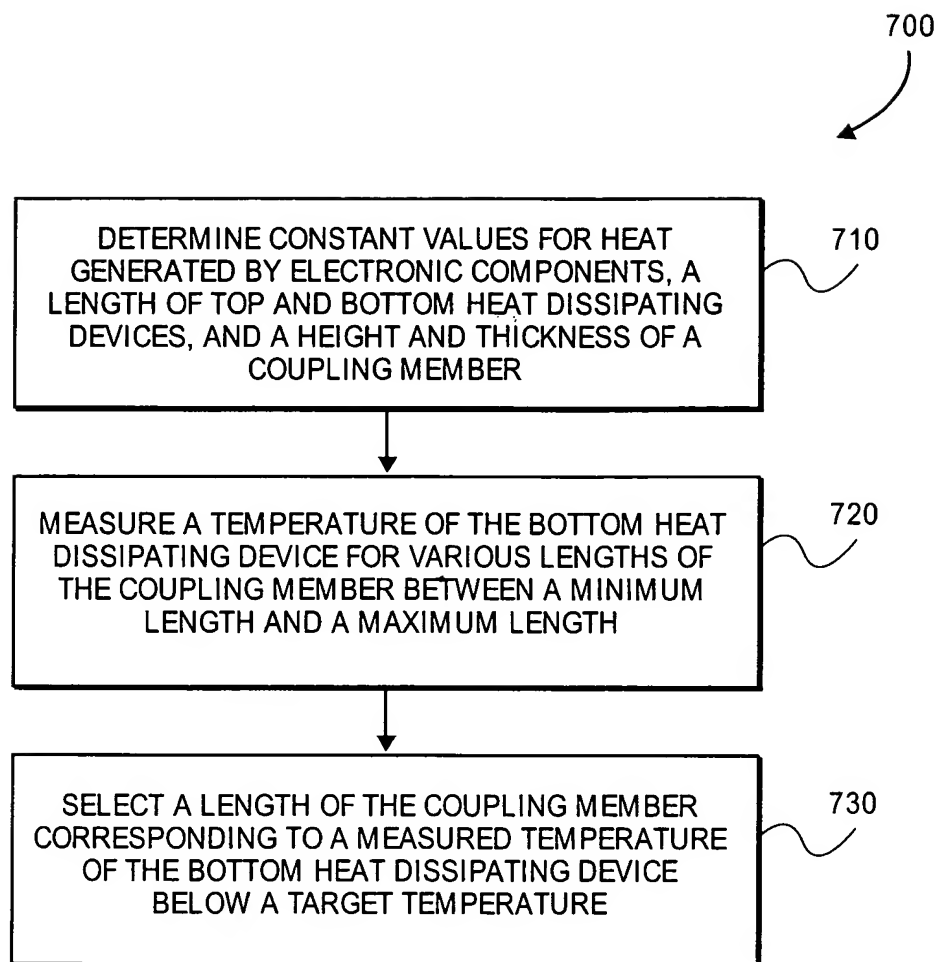 700
DETERMINE CONSTANT VALUES FOR HEAT
GENERATED BY ELECTRONIC COMPONENTS, A
LENGTH OF TOP AND BOTTOM HEAT DISSIPATING
DEVICES, AND A HEIGHT AND THICKNESS OF A
COUPLING MEMBER
710
MEASURE A TEMPERATURE OF THE BOTTOM HEAT
DISSIPATING DEVICE FOR VARIOUS LENGTHS OF
THE COUPLING MEMBER BETWEEN A MINIMUM
LENGTH AND A MAXIMUM LENGTH
720
SELECT A LENGTH OF THE COUPLING MEMBER
CORRESPONDING TO A MEASURED TEMPERATURE
OF THE BOTTOM HEAT DISSIPATING DEVICE
BELOW A TARGET TEMPERATURE
730